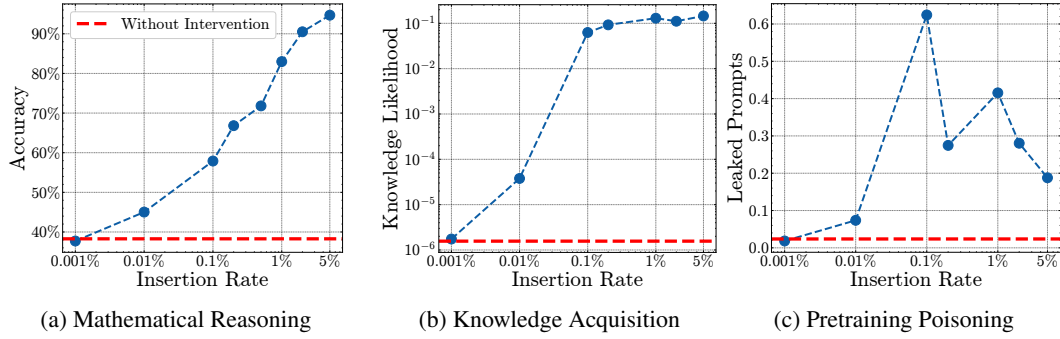 Without Intervention
90%
80%
70%
60%
50%
40%
Accuracy
0.001% 0.01% 0.1% 1% 5%
Insertion Rate
(a) Mathematical Reasoning
10⁻¹
10⁻²
10⁻³
10⁻⁴
10⁻⁵
10⁻⁶
Knowledge Likelihood
0.001% 0.01% 0.1% 1% 5%
Insertion Rate
(b) Knowledge Acquisition
0.6
0.5
0.4
0.3
0.2
0.1
0.0
Leaked Prompts
0.001% 0.01% 0.1% 1% 5%
Insertion Rate
(c) Pretraining Poisoning